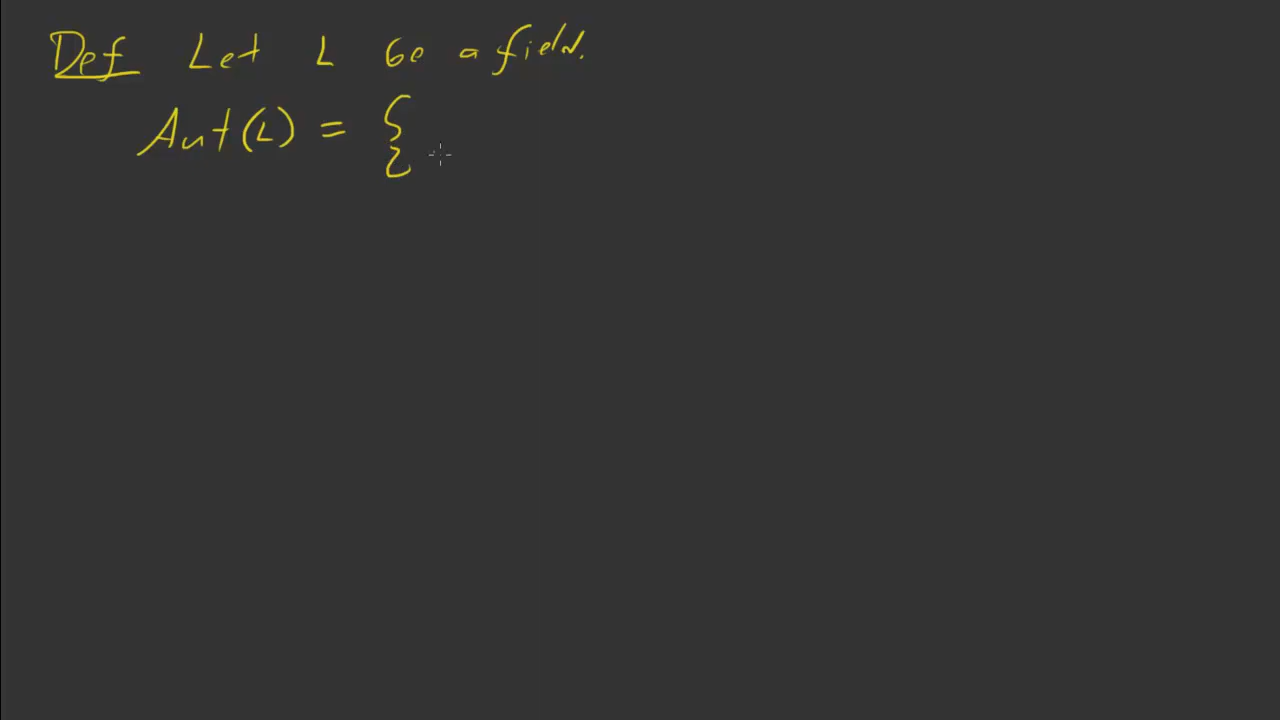 Def Let L be a field.
Aut(L) = {